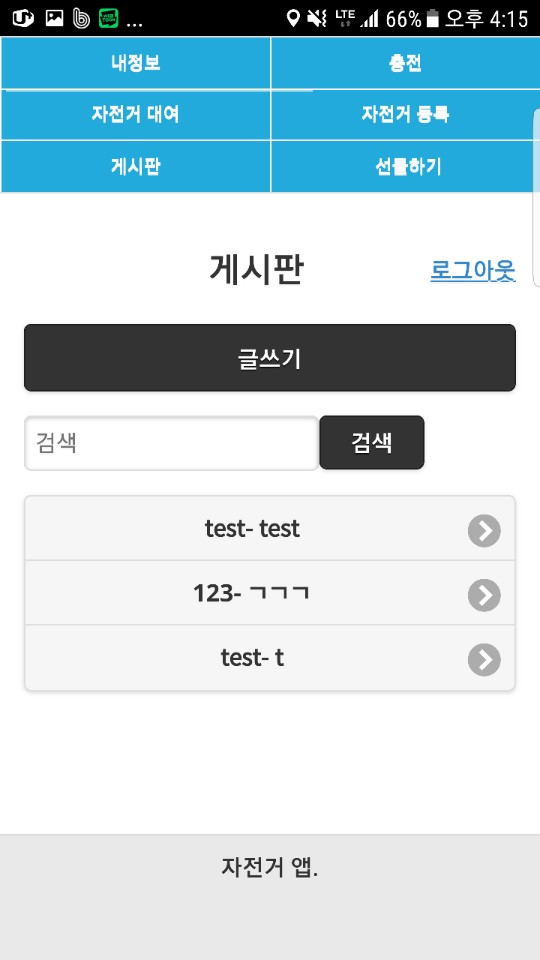 ... LTE 66% 오후 4:15
내정보 충전
자전거 대여 자전거 등록
게시판 선물하기
게시판 로그아웃
글쓰기
검색 검색
test- test
123- ㄱㄱㄱ
test- t
자전거 앱.